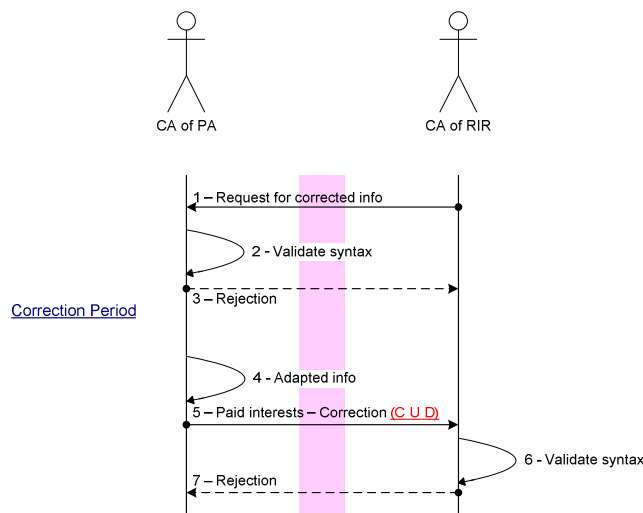 CA of PA
CA of RIR
1 – Request for corrected info
2 - Validate syntax
3 – Rejection
Correction Period
4 - Adapted info
5 – Paid interests – Correction (C U D)
6 - Validate syntax
7 – Rejection